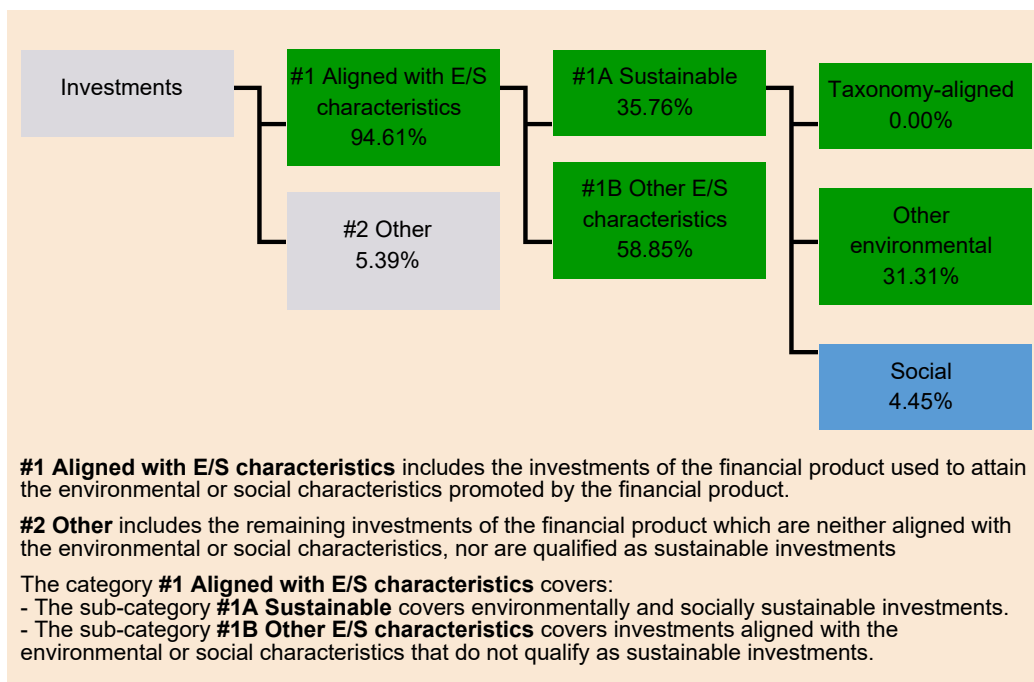 Investments
#1 Aligned with E/S
characteristics
94.61%
#2 Other
5.39%
#1A Sustainable
35.76%
#1B Other E/S
characteristics
58.85%
Taxonomy-aligned
0.00%
Other
environmental
31.31%
Social
4.45%
#1 Aligned with E/S characteristics includes the investments of the financial product used to attain
the environmental or social characteristics promoted by the financial product.
#2 Other includes the remaining investments of the financial product which are neither aligned with
the environmental or social characteristics, nor are qualified as sustainable investments
The category #1 Aligned with E/S characteristics covers:
- The sub-category #1A Sustainable covers environmentally and socially sustainable investments.
- The sub-category #1B Other E/S characteristics covers investments aligned with the
environmental or social characteristics that do not qualify as sustainable investments.